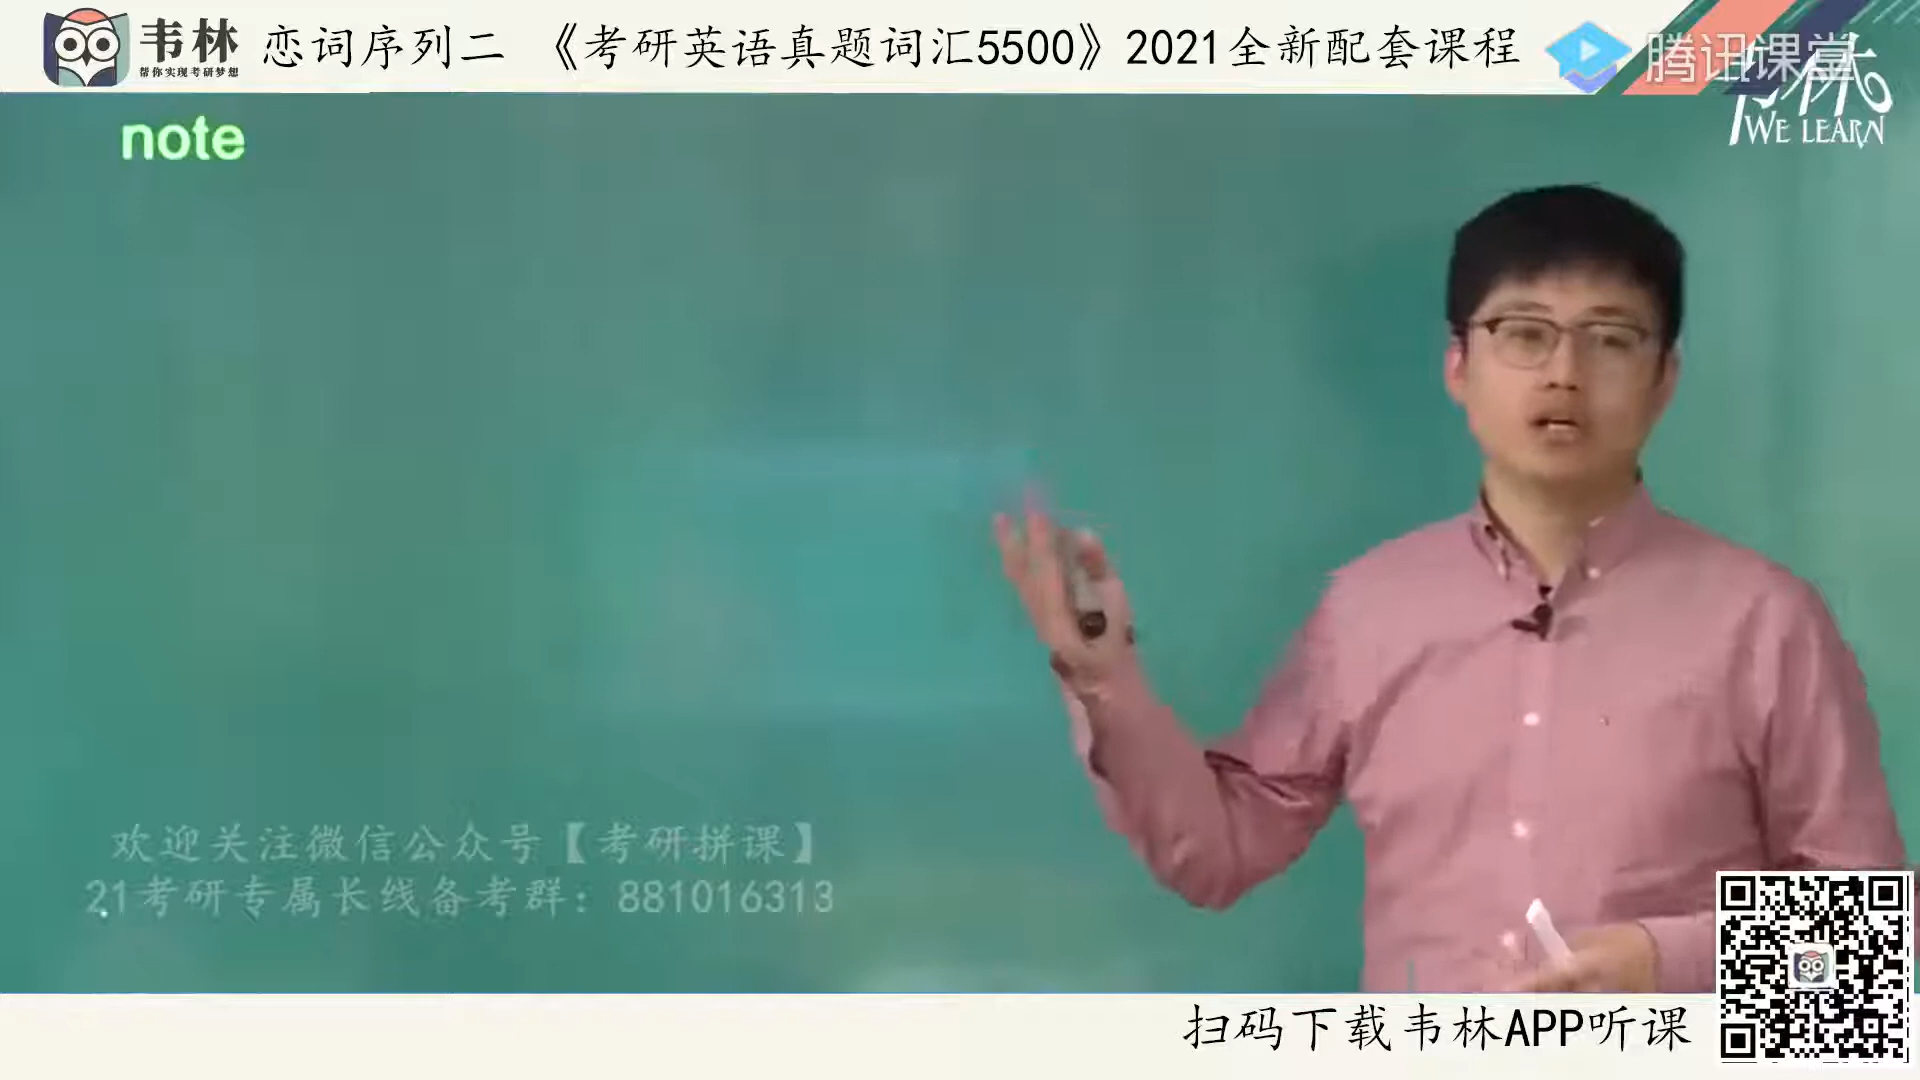 韦林
帮你实现考研梦想
恋词序列二 《考研英语真题词汇5500》2021全新配套课程
腾讯课堂
韦林
WE LEARN
note
欢迎关注微信公众号【考研拼课】
21考研专属长线备考群：881016313
扫码下载韦林APP听课